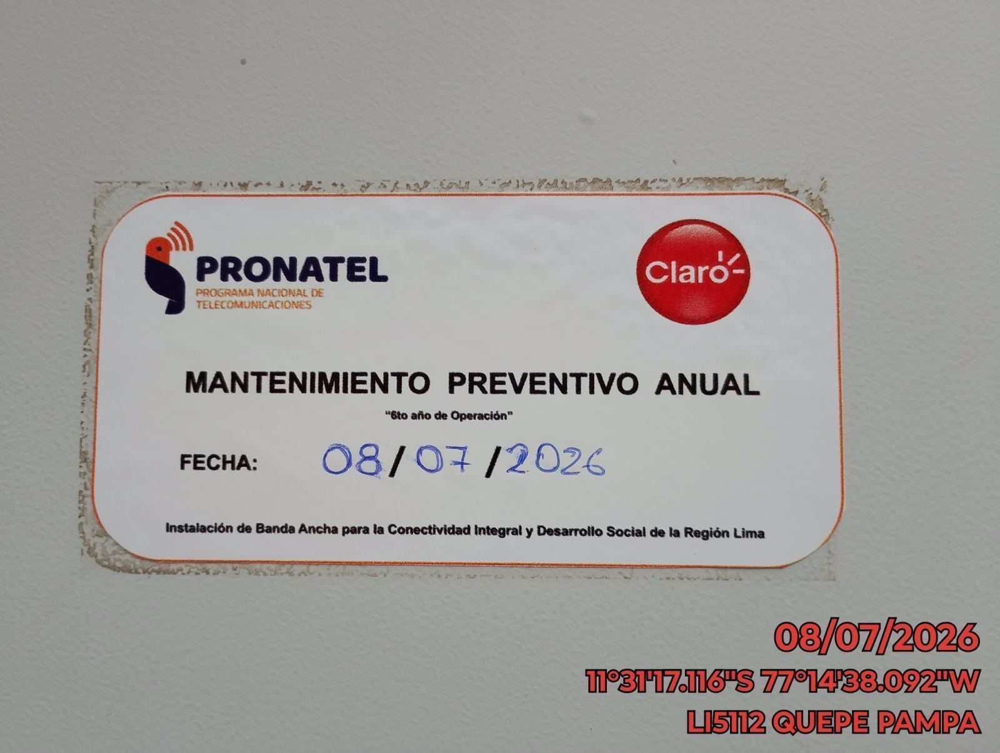 PRONATEL
PROGRAMA NACIONAL DE
TELECOMUNICACIONES
Claro
MANTENIMIENTO PREVENTIVO ANUAL
"6to año de Operación"
FECHA: 08/07/2026
Instalación de Banda Ancha para la Conectividad Integral y Desarrollo Social de la Región Lima
08/07/2026
11°31'17.116"S 77°14'38.092"W
LI5112 QUEPE PAMPA